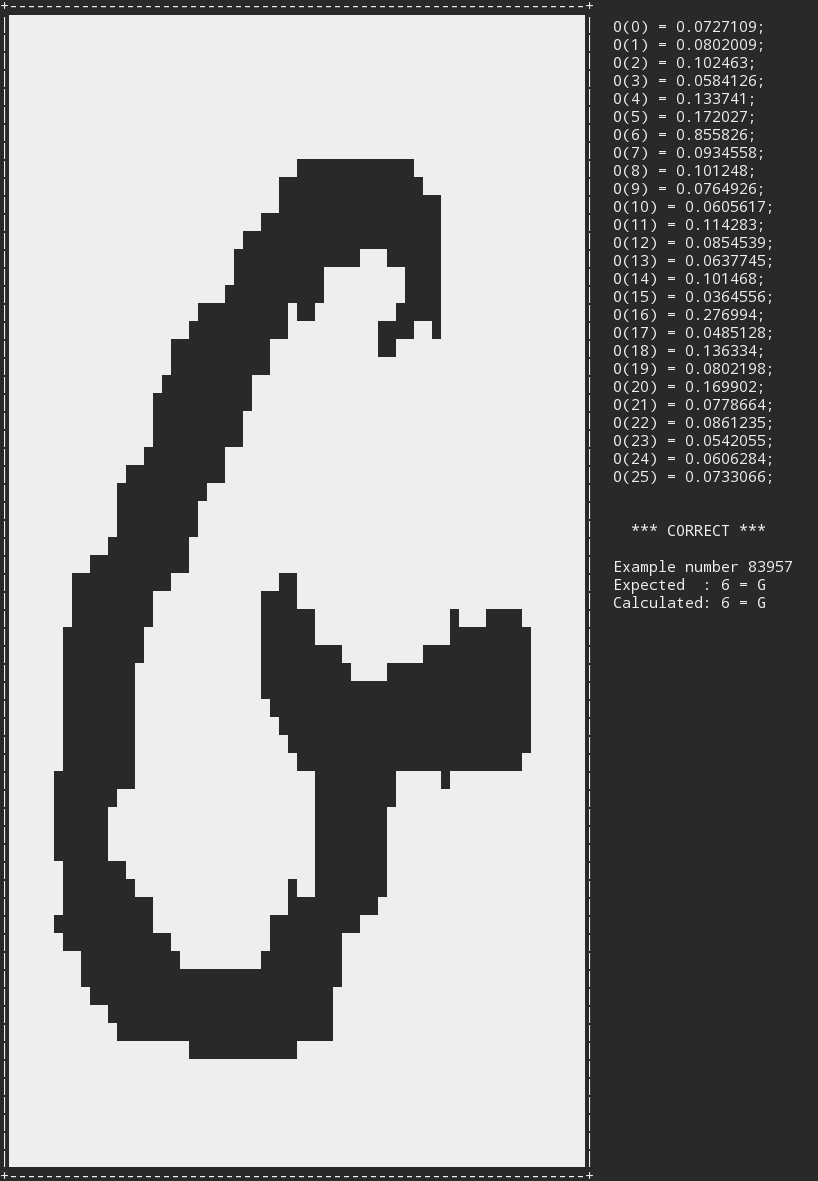 G
O(0) = 0.0727109;
O(1) = 0.0802009;
O(2) = 0.102463;
O(3) = 0.0584126;
O(4) = 0.133741;
O(5) = 0.172027;
O(6) = 0.855826;
O(7) = 0.0934558;
O(8) = 0.101248;
O(9) = 0.0764926;
O(10) = 0.0605617;
O(11) = 0.114283;
O(12) = 0.0854539;
O(13) = 0.0637745;
O(14) = 0.101468;
O(15) = 0.0364556;
O(16) = 0.276994;
O(17) = 0.0485128;
O(18) = 0.136334;
O(19) = 0.0802198;
O(20) = 0.169902;
O(21) = 0.0778664;
O(22) = 0.0861235;
O(23) = 0.0542055;
O(24) = 0.0606284;
O(25) = 0.0733066;
*** CORRECT ***
Example number 83957
Expected  : 6 = G
Calculated: 6 = G